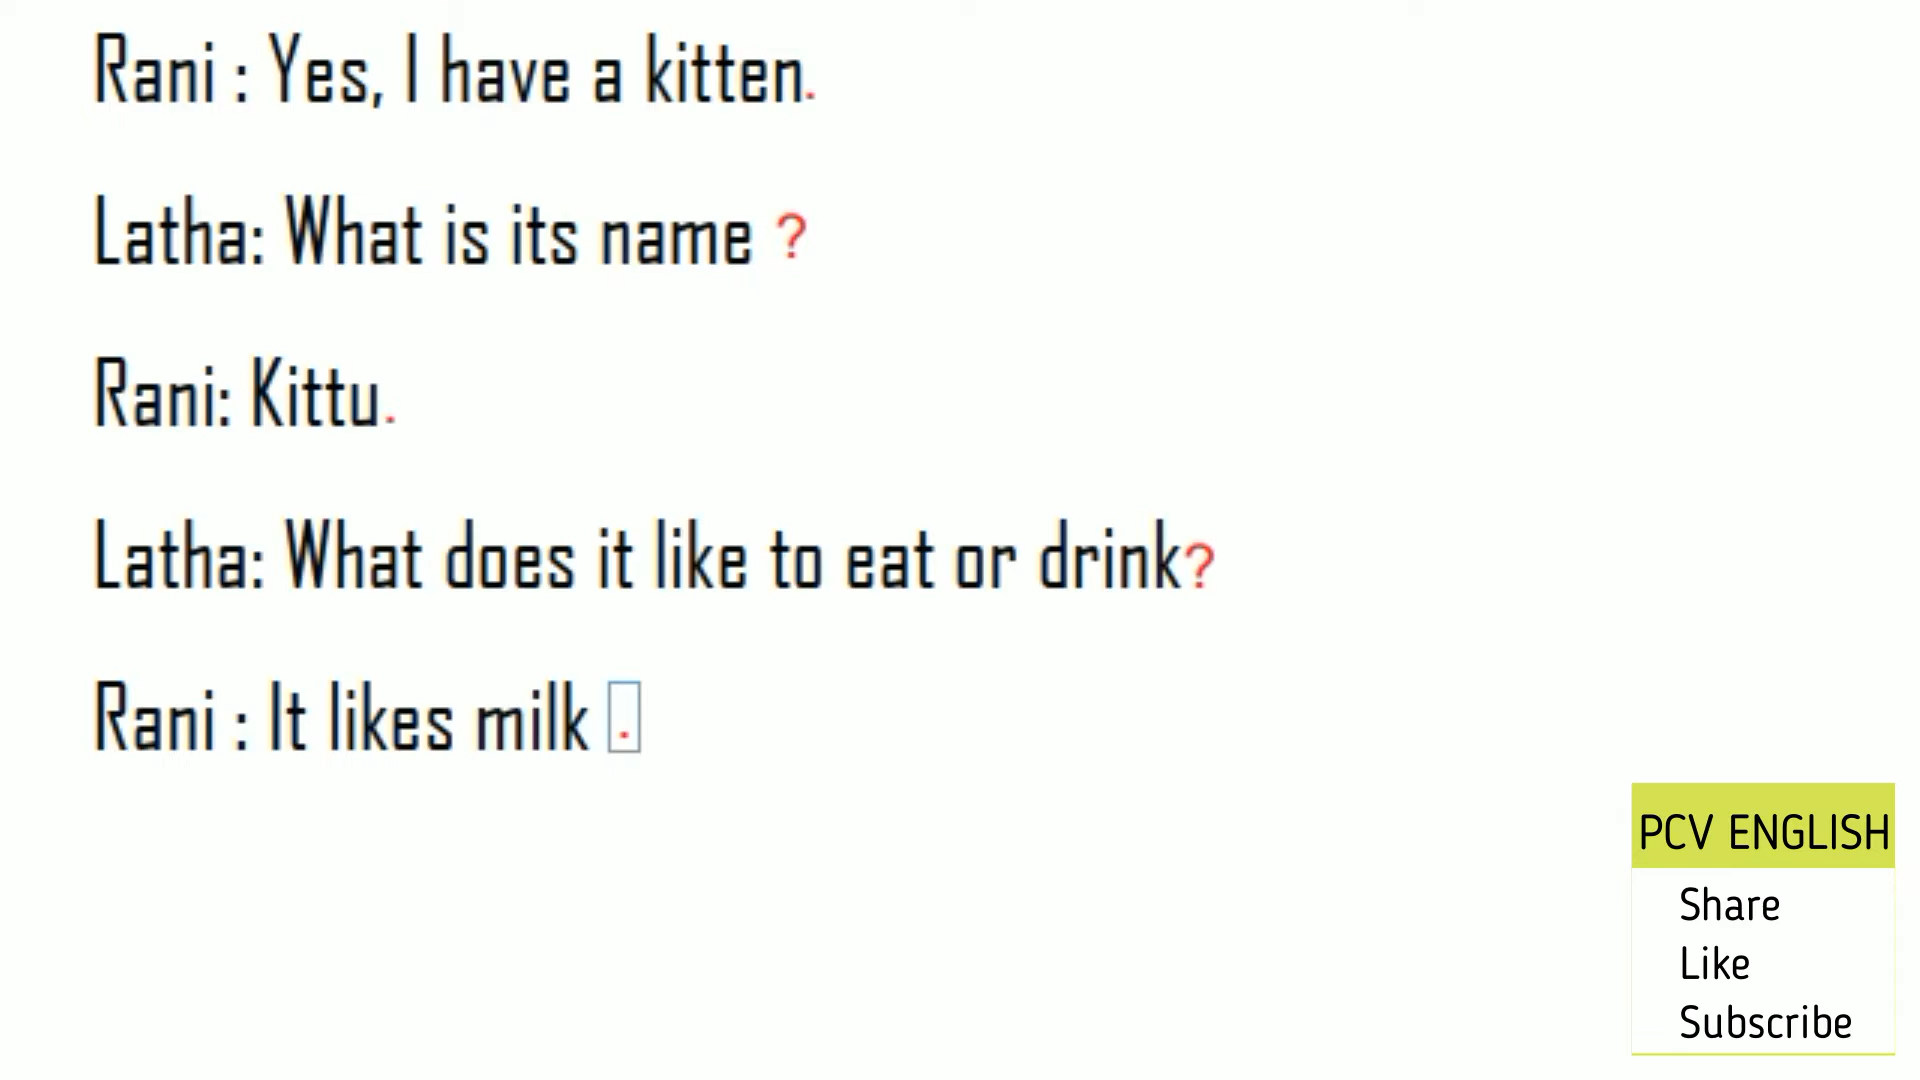 Rani : Yes, I have a kitten.
Latha: What is its name ?
Rani: Kittu.
Latha: What does it like to eat or drink?
Rani : It likes milk .
PCV ENGLISH
Share
Like
Subscribe